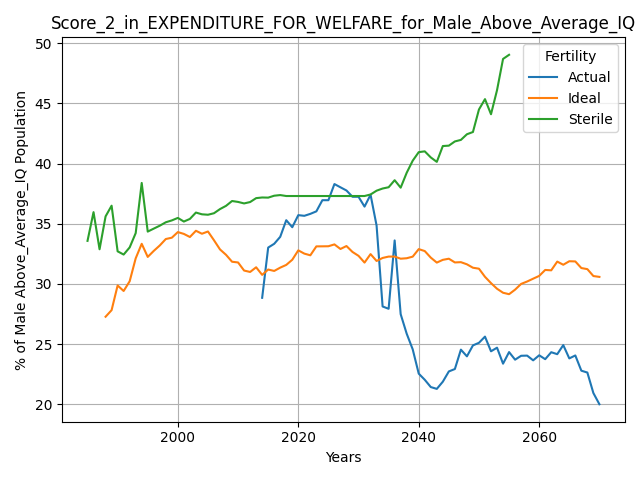 Score_2_in_EXPENDITURE_FOR_WELFARE_for_Male_Above_Average_IQ
50
45
40
35
30
25
20
% of Male Above_Average_IQ Population
Fertility
Actual
Ideal
Sterile
2000
2020
2040
2060
Years